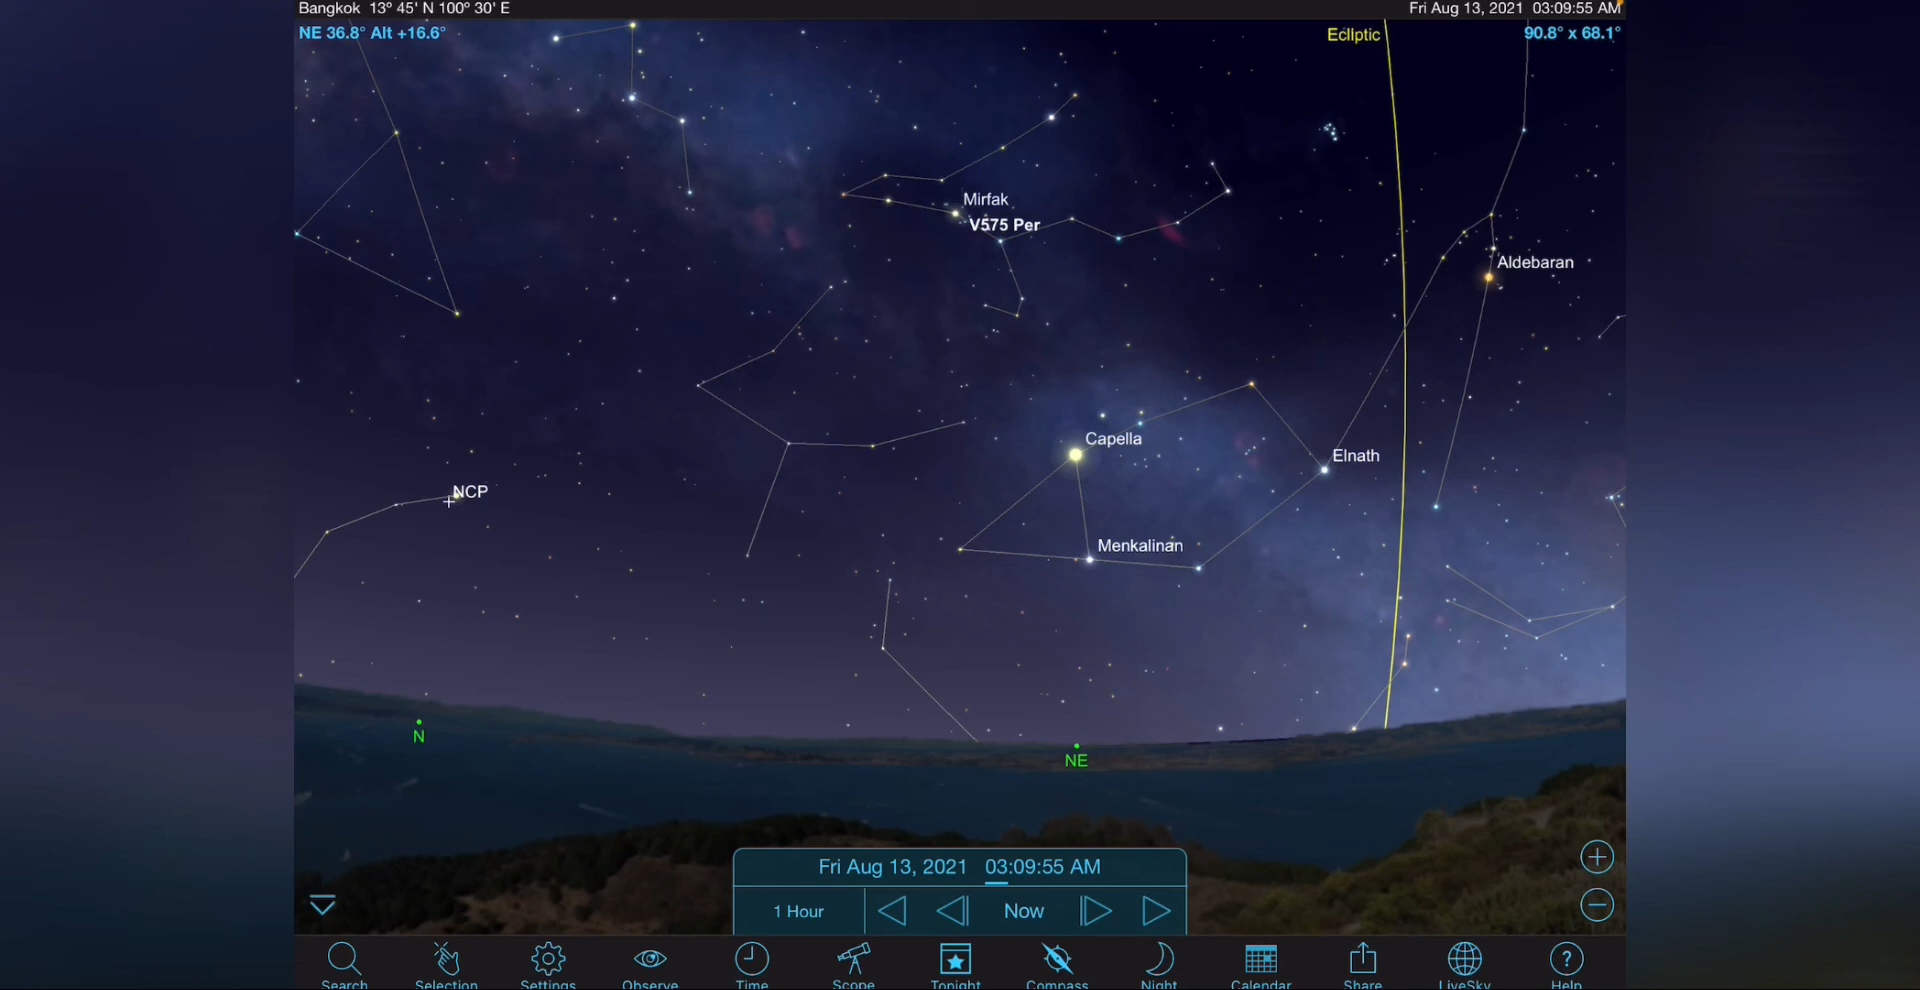 Bangkok 13° 45' N 100° 30' E
Fri Aug 13, 2021 03:09:55 AM
NE 36.8° Alt +16.6°
Ecliptic
90.8° x 68.1°
Mirfak
V575 Per
Aldebaran
Capella
Elnath
NCP
Menkalinan
N
NE
Fri Aug 13, 2021 03:09:55 AM
1 Hour
Now
Search Selection Settings Observe Time Scope Tonight Compass Night Calendar Share LiveSky Help